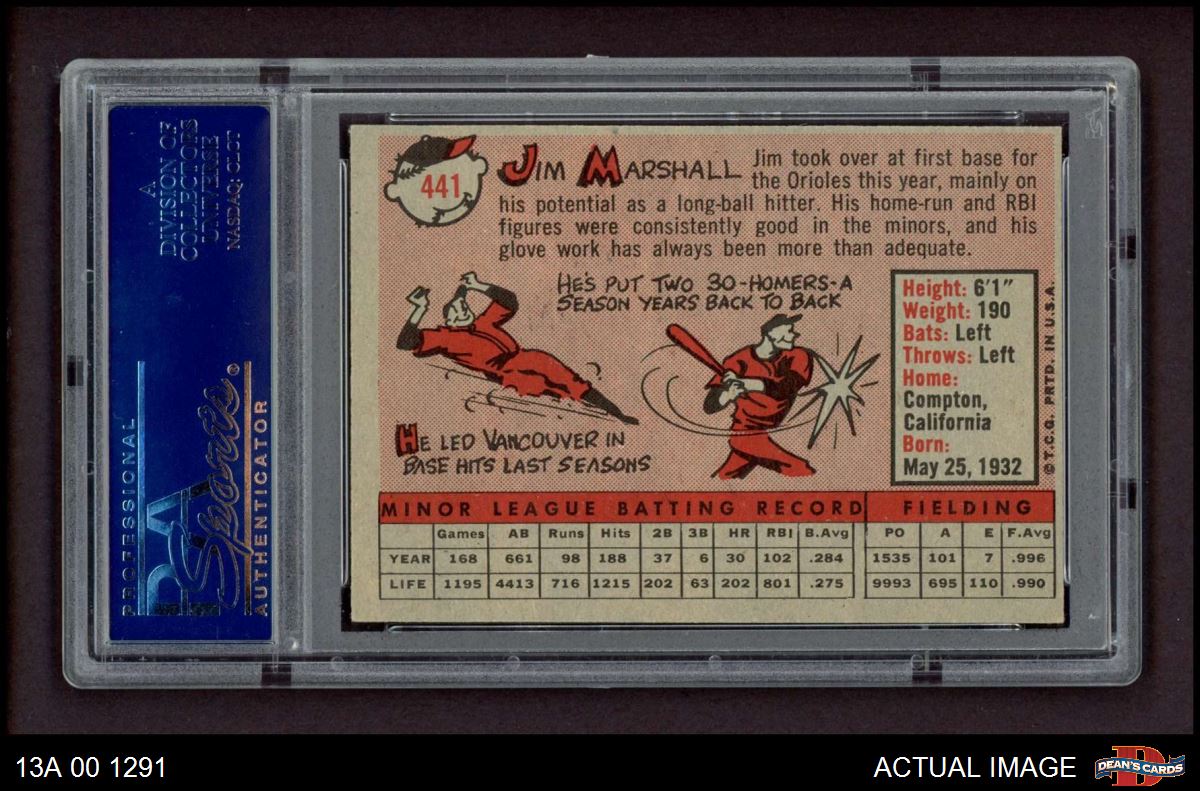 A
DIVISION OF
COLLECTORS
UNIVERSE
NASDAQ: CLCT
PROFESSIONAL
PSA
Sports®
AUTHENTICATOR
441
JIM MARSHALL
Jim took over at first base for
the Orioles this year, mainly on
his potential as a long-ball hitter. His home-run and RBI
figures were consistently good in the minors, and his
glove work has always been more than adequate.
HE'S PUT TWO 30-HOMERS-A
SEASON YEARS BACK TO BACK
HE LED VANCOUVER IN
BASE HITS LAST SEASONS
Height: 6'1"
Weight: 190
Bats: Left
Throws: Left
Home:
Compton,
California
Born:
May 25, 1932
©T.C.G. PRTD. IN U.S.A.
MINOR LEAGUE BATTING RECORD FIELDING
Games AB Runs Hits 2B 3B HR RBI B.Avg PO A E F.Avg
YEAR 168 661 98 188 37 6 30 102 .284 1535 101 7 .996
LIFE 1195 4413 716 1215 202 63 202 801 .275 9993 695 110 .990
13A 00 1291
ACTUAL IMAGE
D
DEAN'S CARDS